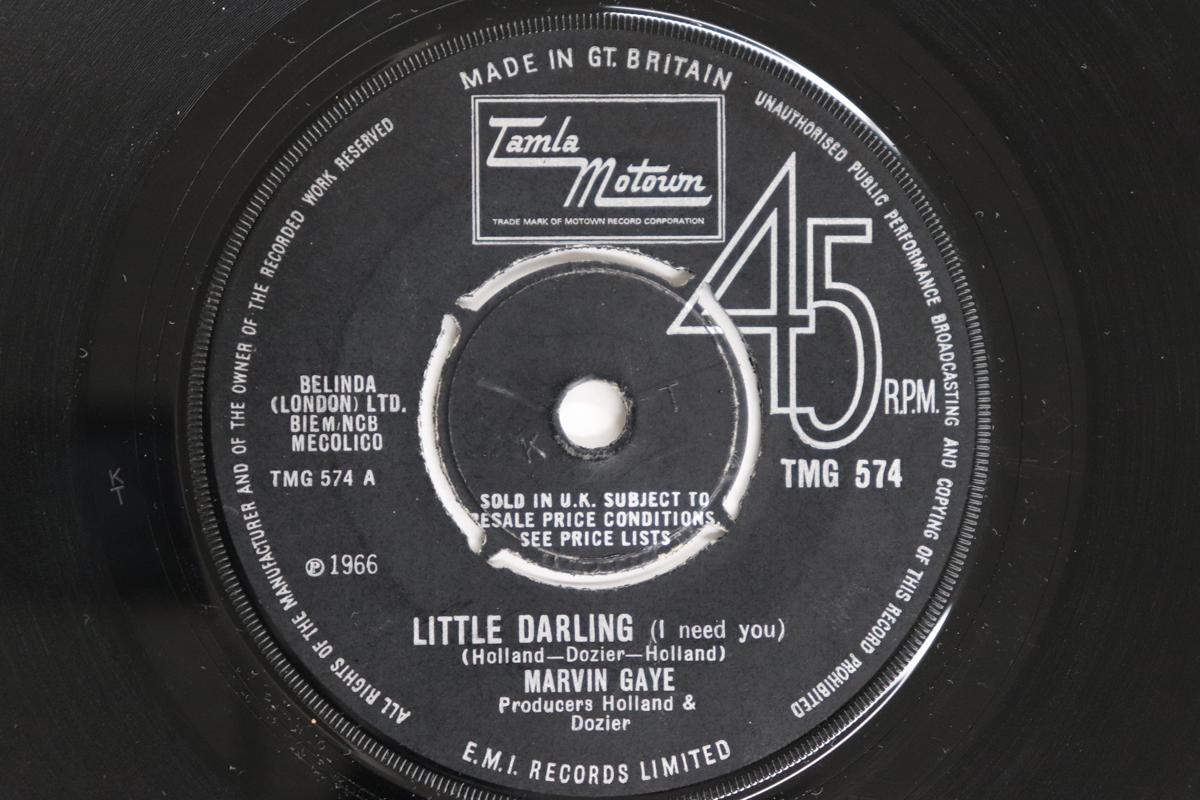 MADE IN GT. BRITAIN
Tamla
Motown
TRADE MARK OF MOTOWN RECORD CORPORATION
UNAUTHORISED PUBLIC PERFORMANCE BROADCASTING AND COPYING OF THIS RECORD PROHIBITED
ALL RIGHTS OF THE MANUFACTURER AND OF THE OWNER OF THE RECORDED WORK RESERVED
45
R.P.M.
BELINDA
(LONDON) LTD.
BIEM/NCB
MECOLICO
TMG 574 A
TMG 574
T
K
K
T
SOLD IN U.K. SUBJECT TO
RESALE PRICE CONDITIONS,
SEE PRICE LISTS
℗ 1966
LITTLE DARLING (I need you)
(Holland—Dozier—Holland)
MARVIN GAYE
Producers Holland &
Dozier
E.M.I. RECORDS LIMITED